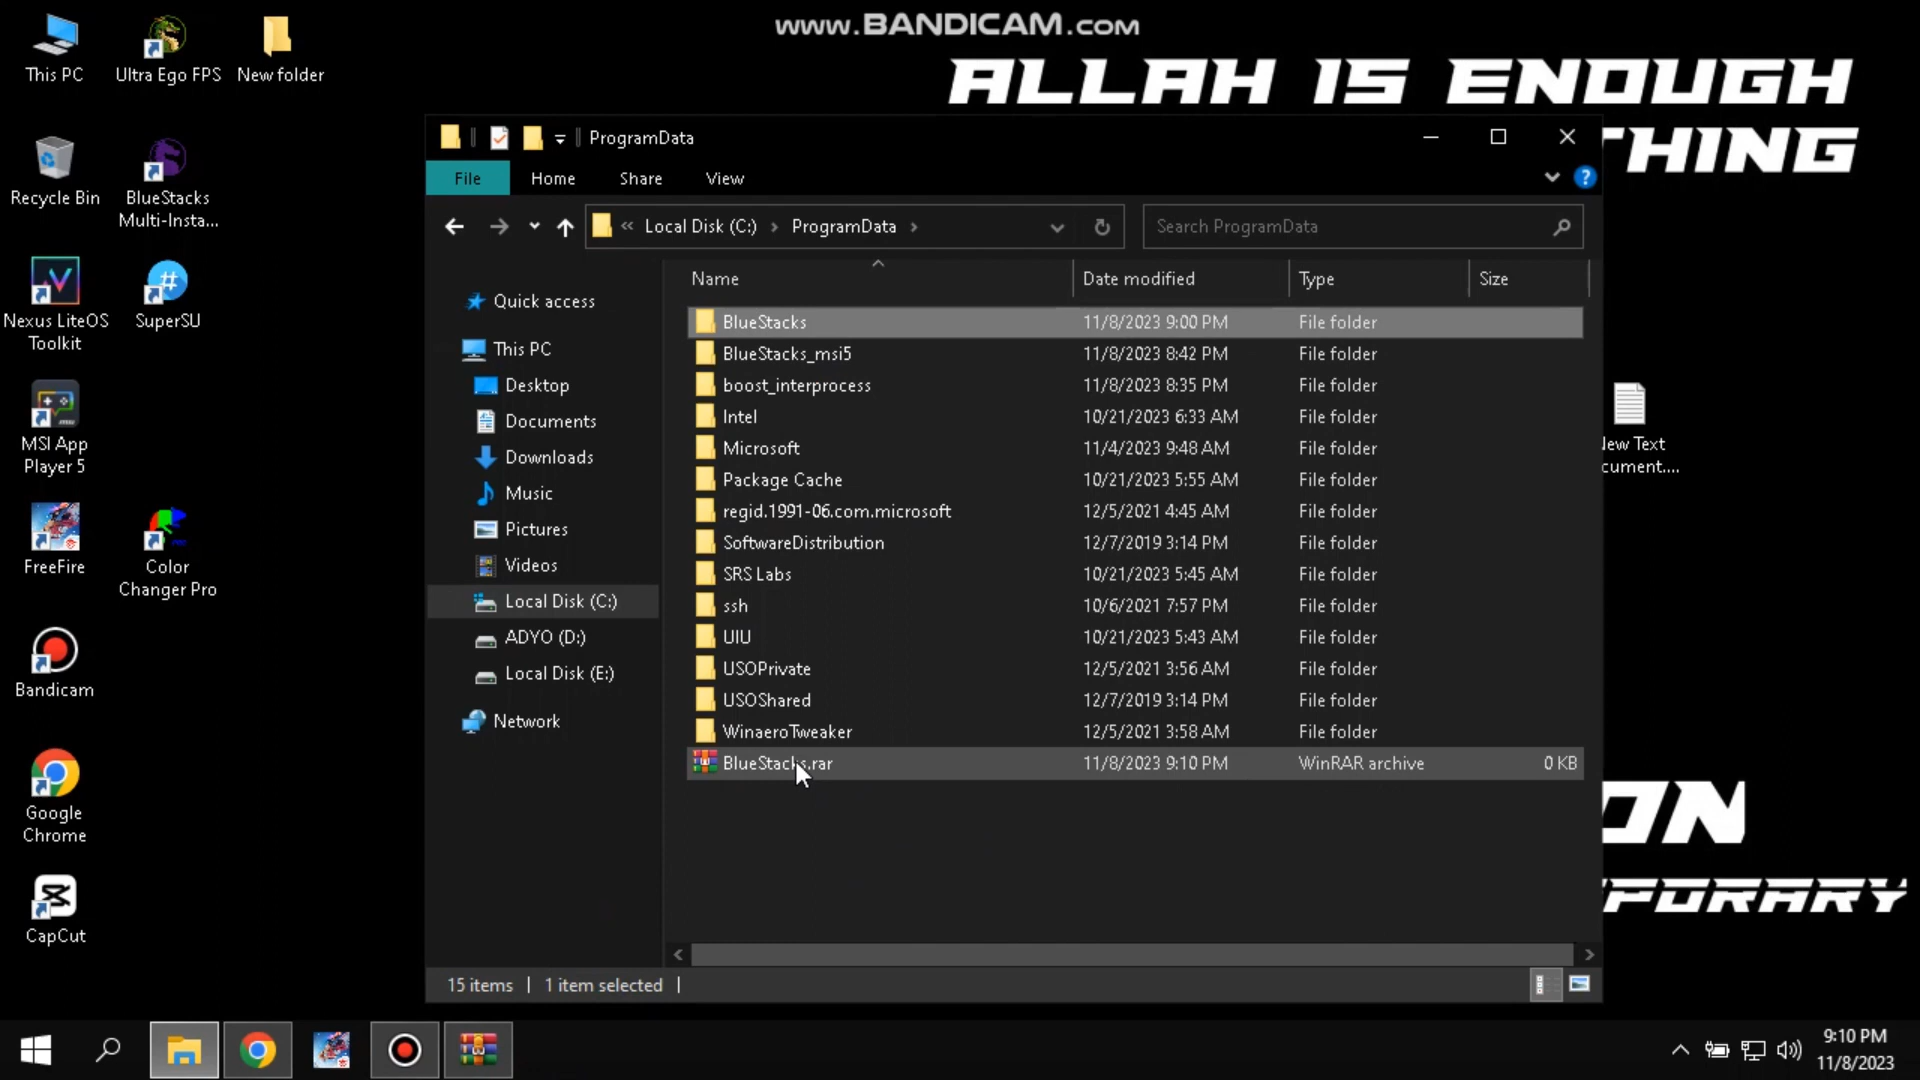 www.BANDICAM.com
ALLAH IS ENOUGH
THING
ON
PORARY
This PC
Ultra Ego FPS
New folder
Recycle Bin
BlueStacks
Multi-Insta...
Nexus LiteOS
Toolkit
SuperSU
MSI App
Player 5
FreeFire
Color
Changer Pro
Bandicam
Google
Chrome
CapCut
ew Text
cument....
ProgramData
File
Home
Share
View
« Local Disk (C:) › ProgramData ›
Search ProgramData
Name
Date modified
Type
Size
Quick access
This PC
Desktop
Documents
Downloads
Music
Pictures
Videos
Local Disk (C:)
ADYO (D:)
Local Disk (E:)
Network
BlueStacks 11/8/2023 9:00 PM File folder
BlueStacks_msi5 11/8/2023 8:42 PM File folder
boost_interprocess 11/8/2023 8:35 PM File folder
Intel 10/21/2023 6:33 AM File folder
Microsoft 11/4/2023 9:48 AM File folder
Package Cache 10/21/2023 5:55 AM File folder
regid.1991-06.com.microsoft 12/5/2021 4:45 AM File folder
SoftwareDistribution 12/7/2019 3:14 PM File folder
SRS Labs 10/21/2023 5:45 AM File folder
ssh 10/6/2021 7:57 PM File folder
UIU 10/21/2023 5:43 AM File folder
USOPrivate 12/5/2021 3:56 AM File folder
USOShared 12/7/2019 3:14 PM File folder
WinaeroTweaker 12/5/2021 3:58 AM File folder
BlueStacks.rar 11/8/2023 9:10 PM WinRAR archive 0 KB
15 items
1 item selected
9:10 PM
11/8/2023